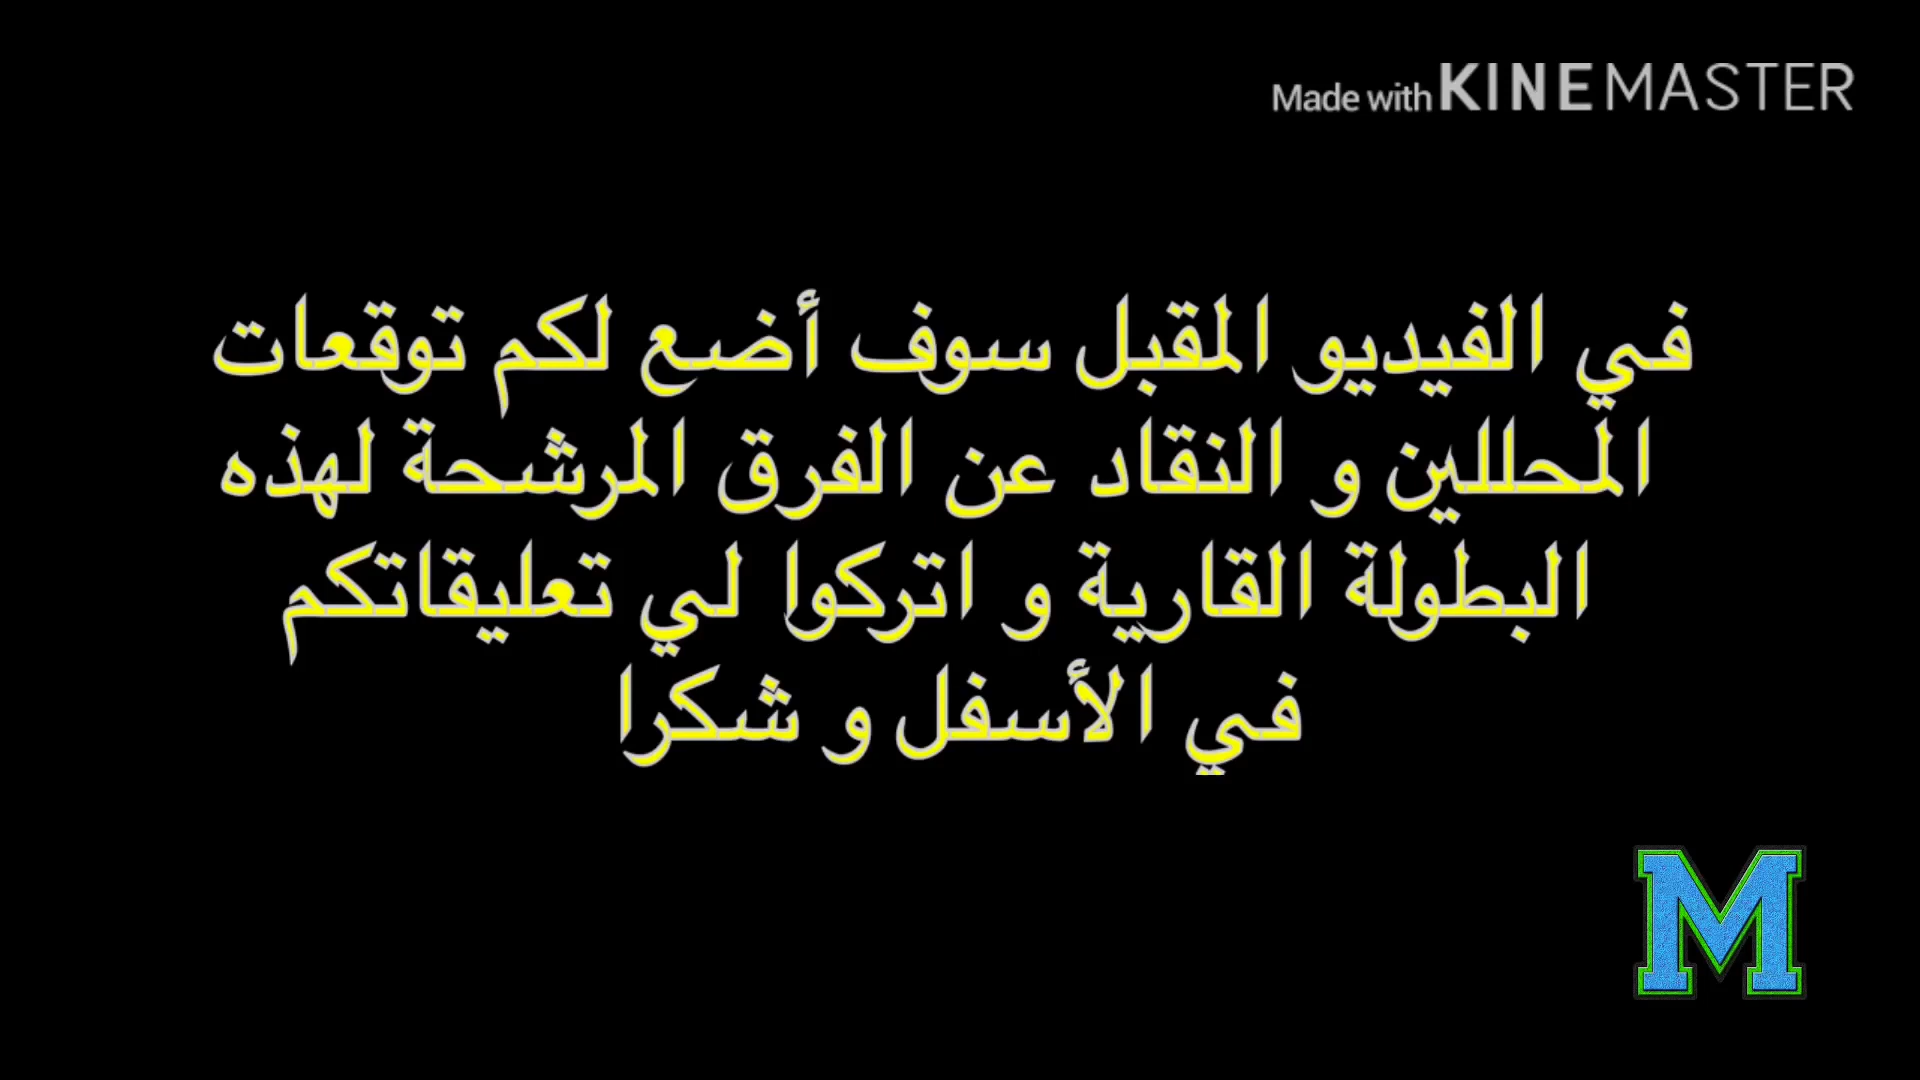 Made with KINEMASTER
في الفيديو المقبل سوف أضع لكم توقعات
المحللين و النقاد عن الفرق المرشحة لهذه
البطولة القارية و اتركوا لي تعليقاتكم
في الأسفل و شكرا
M